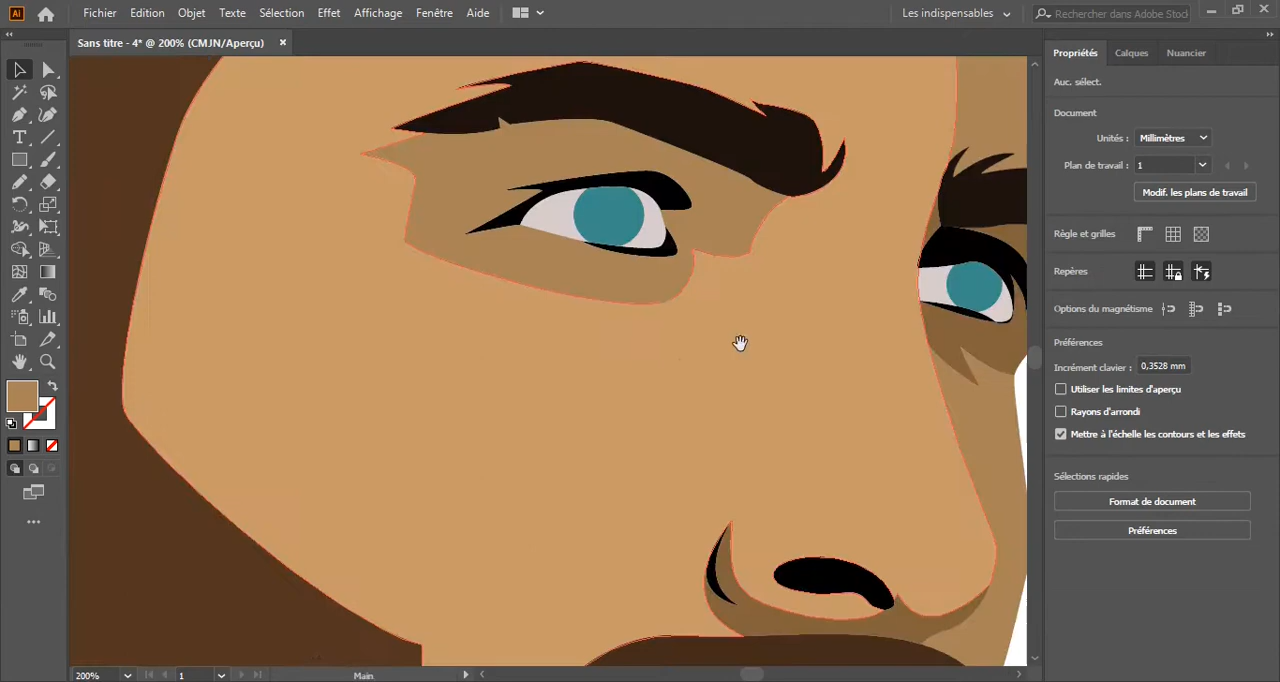 Ai Fichier Edition Objet Texte Sélection Effet Affichage Fenêtre Aide Les indispensables Rechercher dans Adobe Stock
Sans titre - 4* @ 200% (CMJN/Aperçu)
Propriétés Calques Nuancier
Auc. sélect.
Document
Unités : Millimètres
Plan de travail : 1
Modif. les plans de travail
Règle et grilles
Repères
Options du magnétisme
Préférences
Incrément clavier : 0,3528 mm
Utiliser les limites d'aperçu
Rayons d'arrondi
Mettre à l'échelle les contours et les effets
Sélections rapides
Format de document
Préférences
200% 1 Main